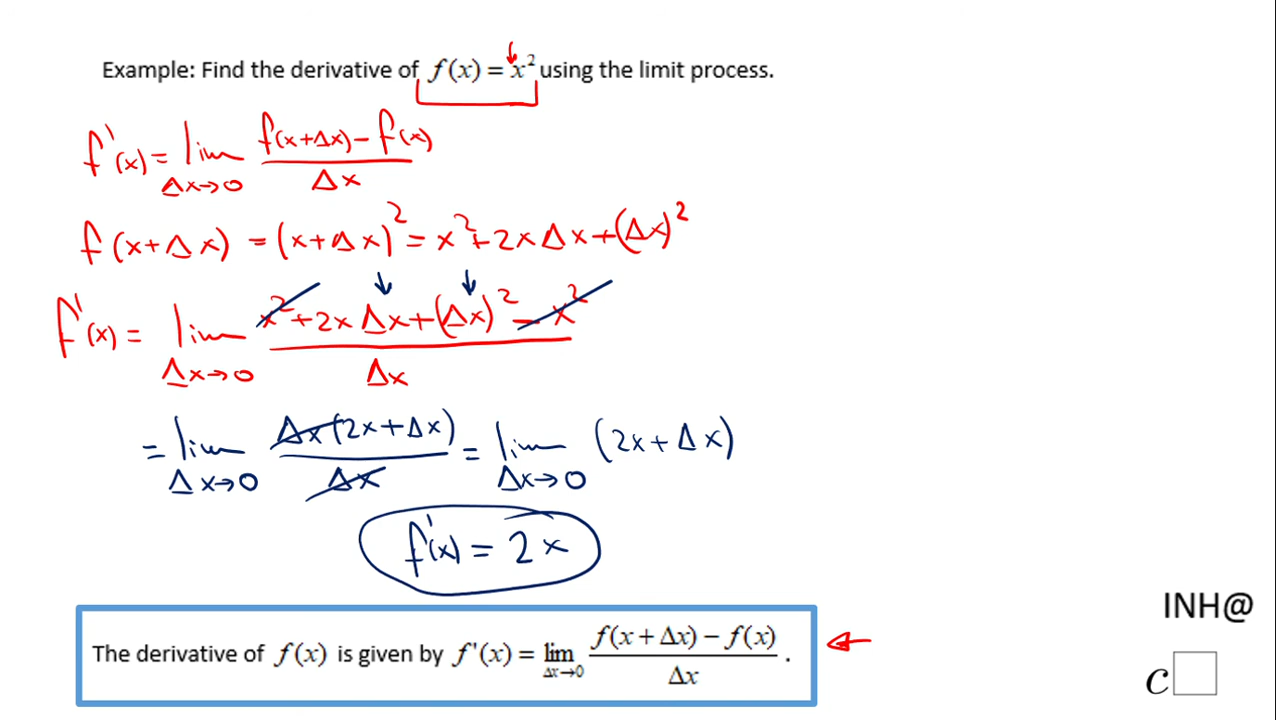 Example: Find the derivative of f(x) = x² using the limit process.
f'(x) = lim Δx→0 f(x+Δx) − f(x) / Δx
f(x+Δx) = (x+Δx)² = x² + 2xΔx + (Δx)²
f'(x) = lim Δx→0 x² + 2xΔx + (Δx)² − x² / Δx
= lim Δx→0 Δx(2x+Δx) / Δx = lim Δx→0 (2x+Δx)
f'(x) = 2x
The derivative of f(x) is given by f'(x) = lim Δx→0 f(x + Δx) − f(x) / Δx .
INH@
c